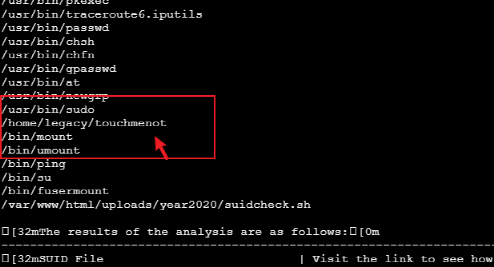 /usr/bin/pkexec
/usr/bin/traceroute6.iputils
/usr/bin/passwd
/usr/bin/chsh
/usr/bin/chfn
/usr/bin/gpasswd
/usr/bin/at
/usr/bin/newgrp
/usr/bin/sudo
/home/legacy/touchmenot
/bin/mount
/bin/umount
/bin/ping
/bin/su
/bin/fusermount
/var/www/html/uploads/year2020/suidcheck.sh
[32mThe results of the analysis are as follows:[0m
--------------------------------------------------------------------------------
[32mSUID File | Visit the link to see how